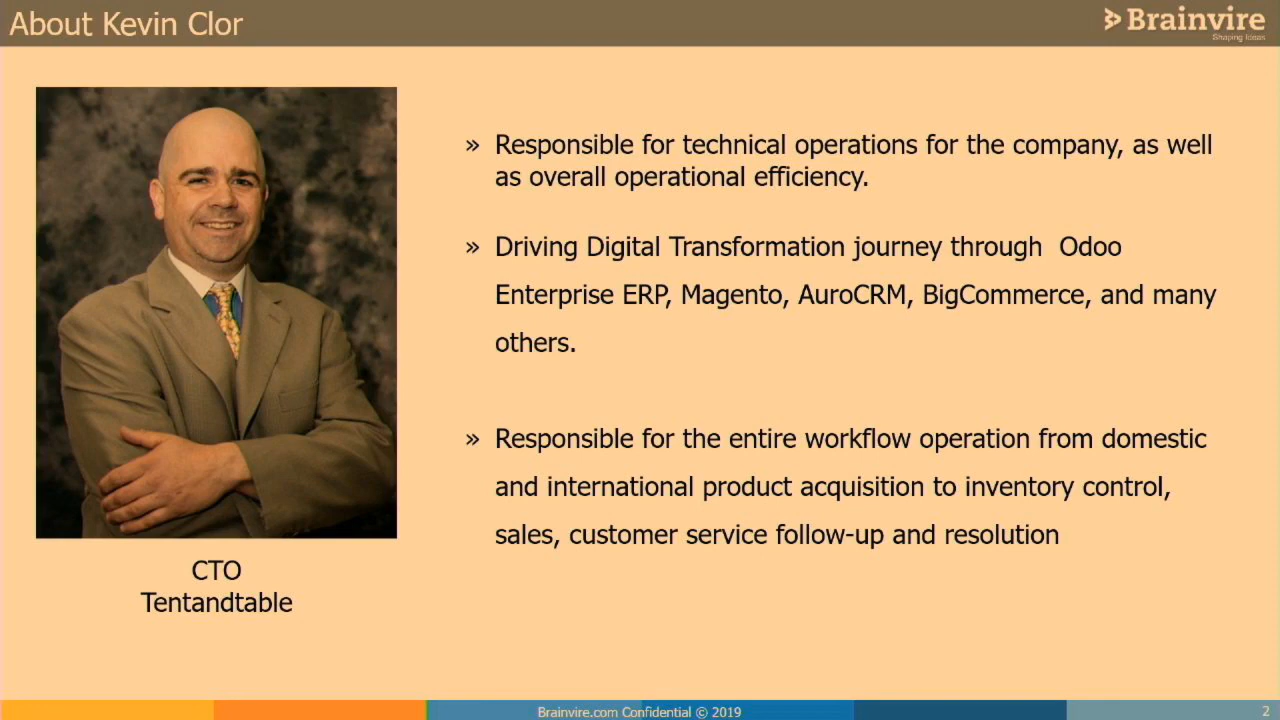 About Kevin Clor
Brainvire
Shaping Ideas
» Responsible for technical operations for the company, as well
as overall operational efficiency.
» Driving Digital Transformation journey through  Odoo
Enterprise ERP, Magento, AuroCRM, BigCommerce, and many
others.
» Responsible for the entire workflow operation from domestic
and international product acquisition to inventory control,
sales, customer service follow-up and resolution
CTO
Tentandtable
Brainvire.com Confidential © 2019
2